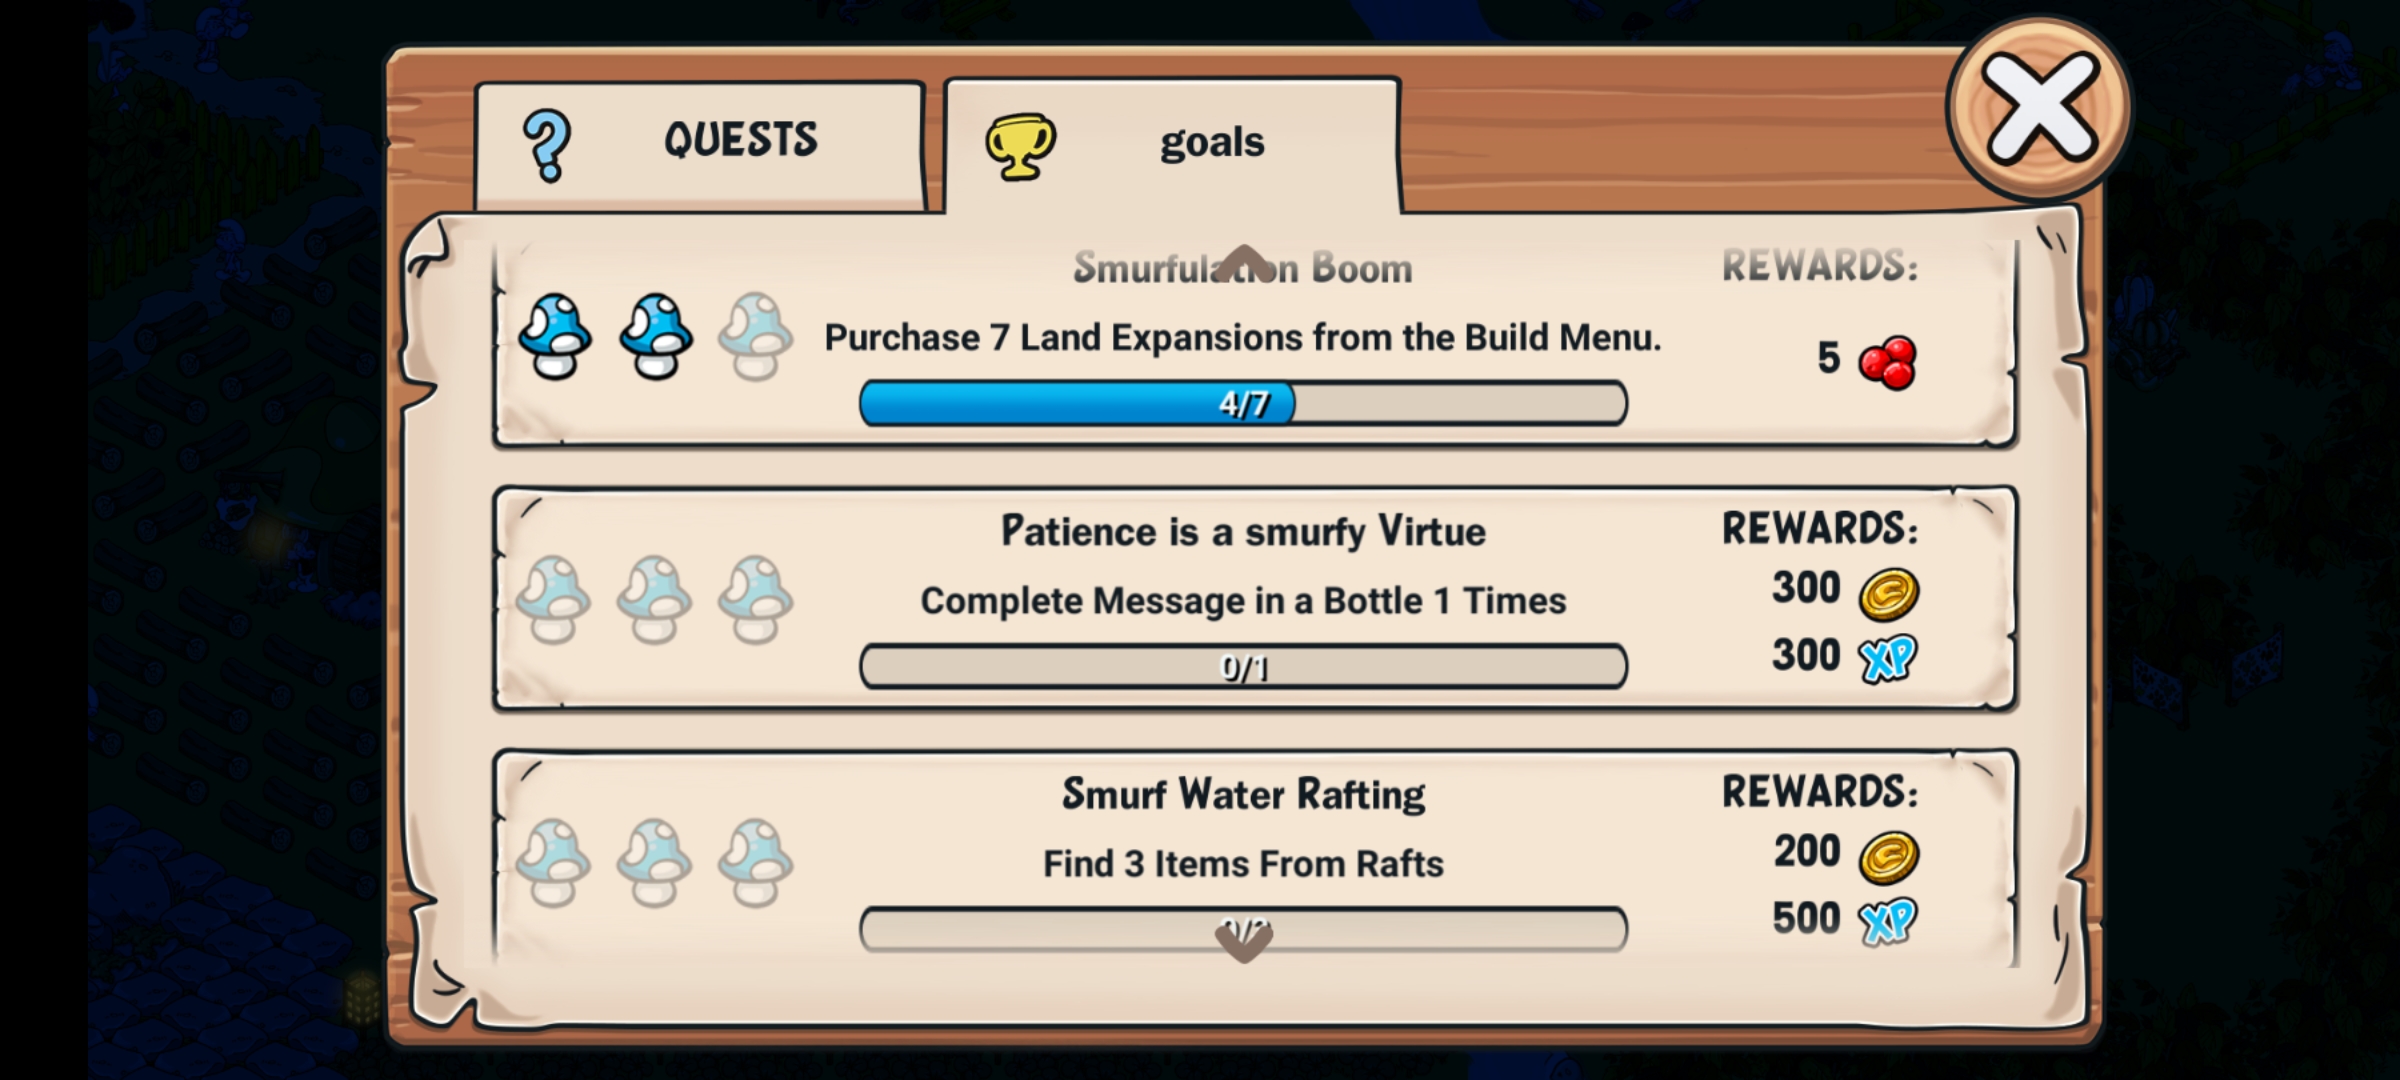 QUESTS
goals
Smurfulation Boom
REWARDS:
Purchase 7 Land Expansions from the Build Menu.
5
4/7
Patience is a smurfy Virtue
REWARDS:
Complete Message in a Bottle 1 Times
300
0/1
300 XP
Smurf Water Rafting
REWARDS:
Find 3 Items From Rafts
200
500 XP